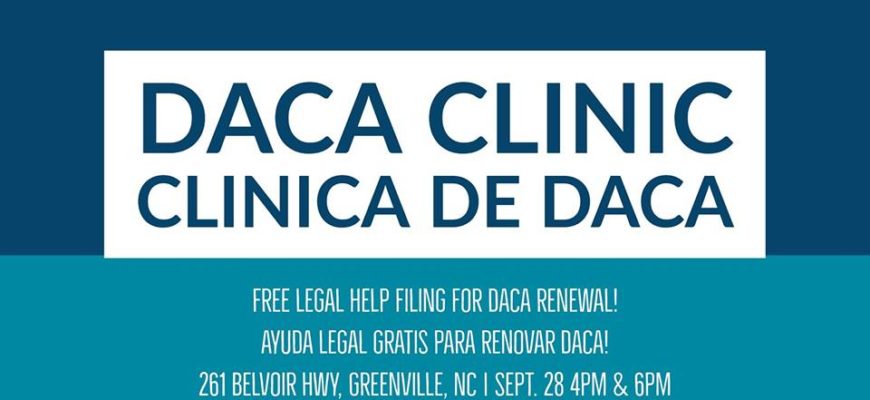 DACA CLINIC
CLINICA DE DACA
FREE LEGAL HELP FILING FOR DACA RENEWAL!
AYUDA LEGAL GRATIS PARA RENOVAR DACA!
261 BELVOIR HWY, GREENVILLE, NC | SEPT. 28 4PM & 6PM